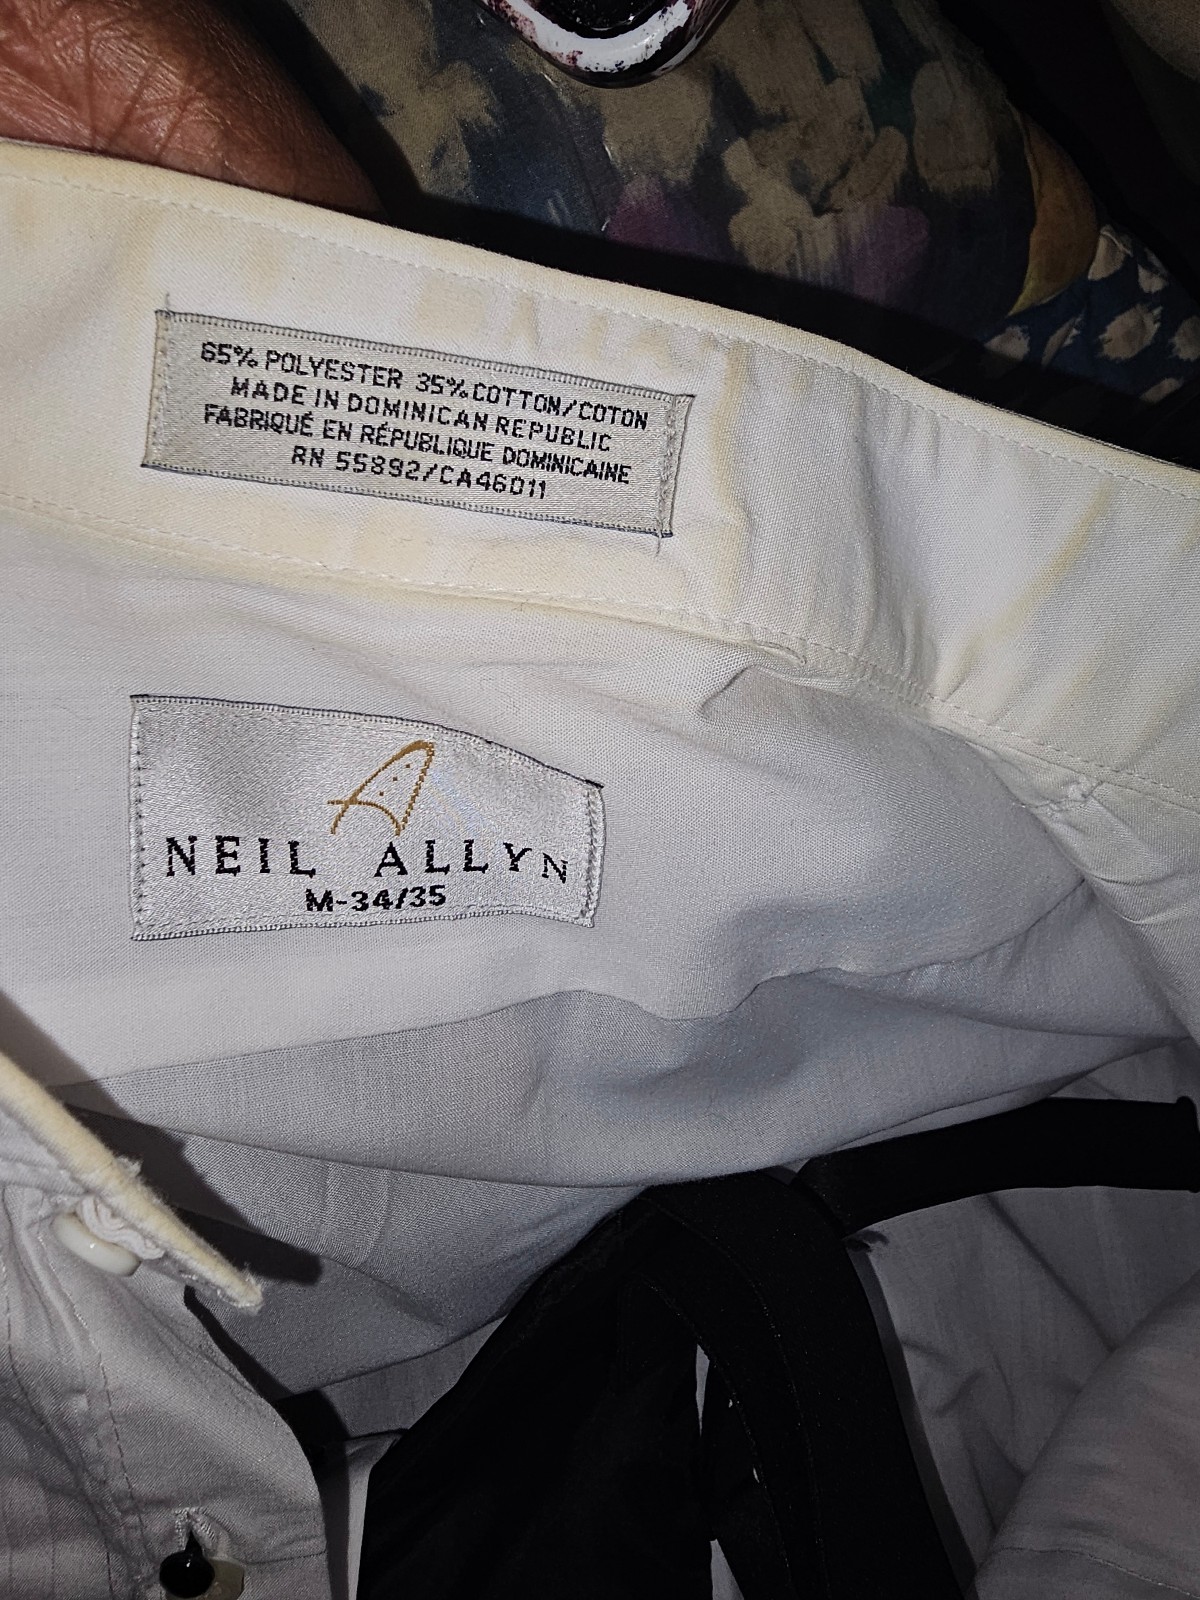 65% POLYESTER 35% COTTON/COTON
MADE IN DOMINICAN REPUBLIC
FABRIQUÉ EN RÉPUBLIQUE DOMINICAINE
RN 55892/CA46011
NEIL ALLYN
M-34/35